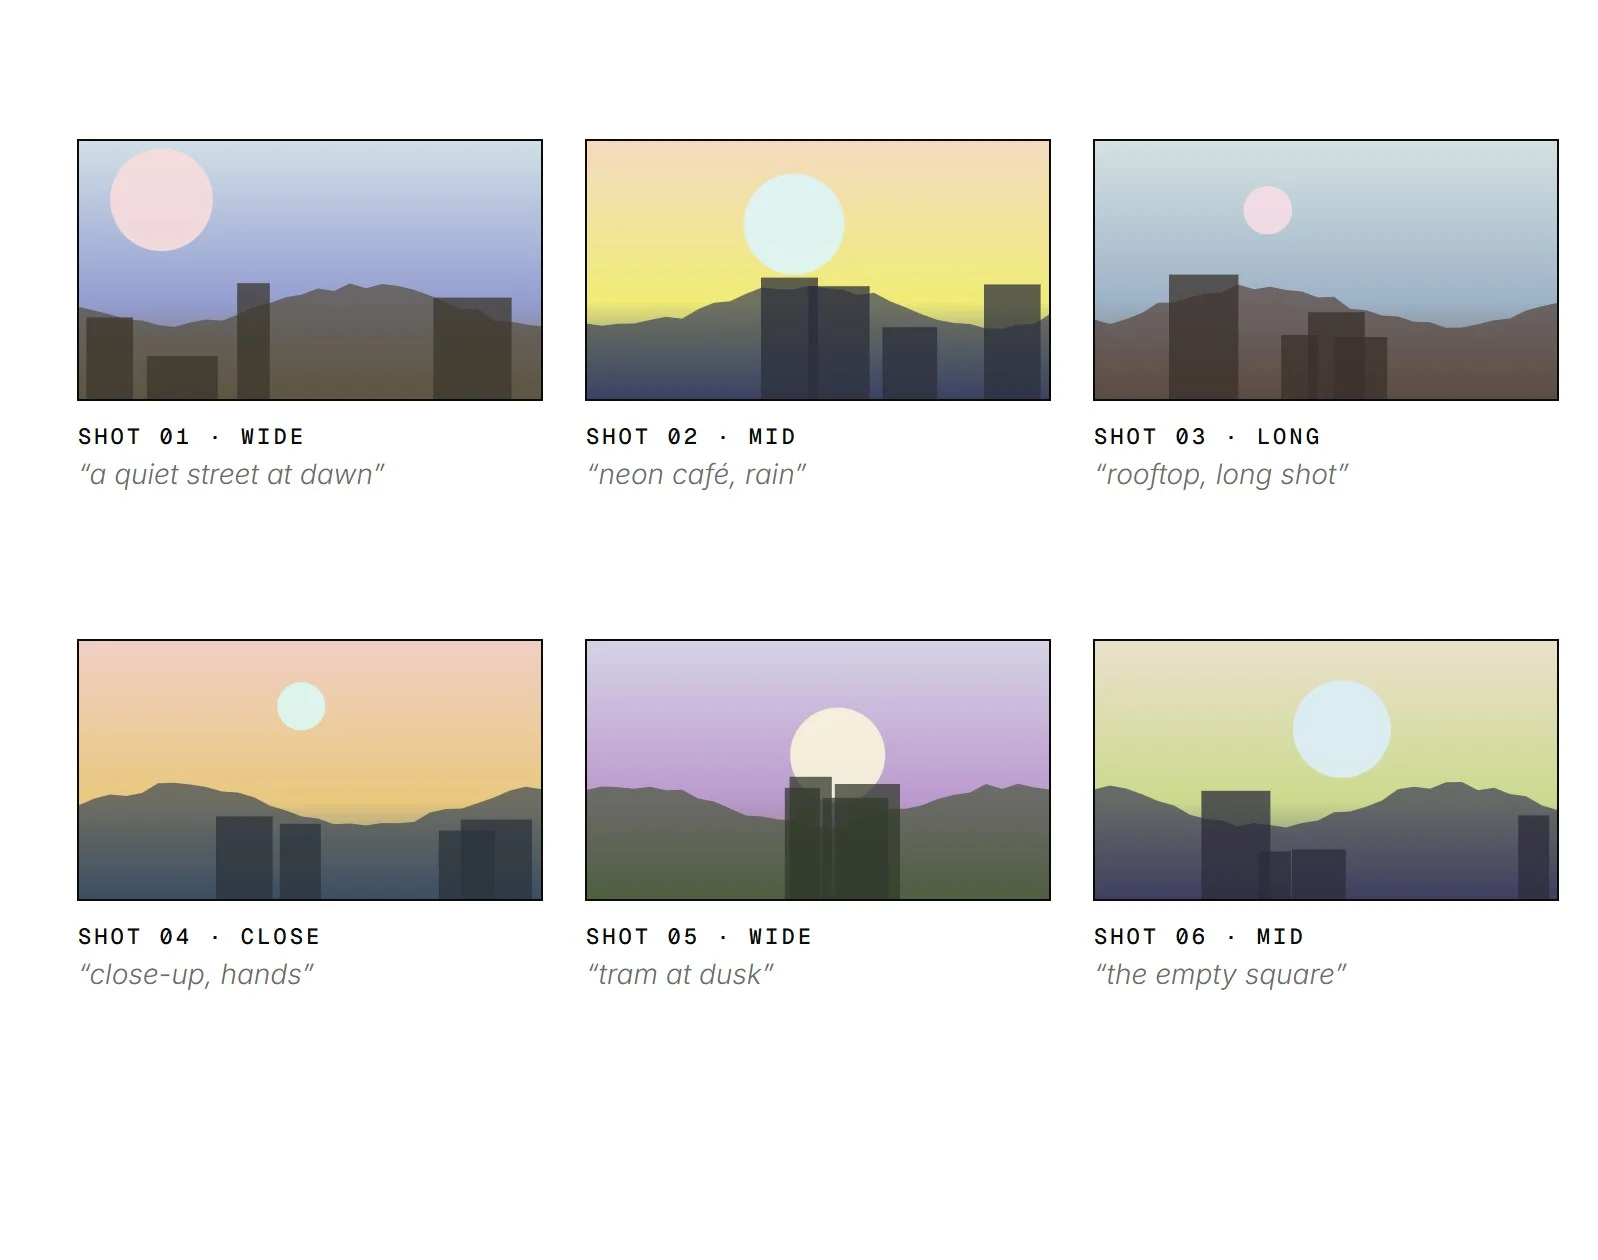 SHOT 01 · WIDE
“a quiet street at dawn”
SHOT 02 · MID
“neon café, rain”
SHOT 03 · LONG
“rooftop, long shot”
SHOT 04 · CLOSE
“close-up, hands”
SHOT 05 · WIDE
“tram at dusk”
SHOT 06 · MID
“the empty square”